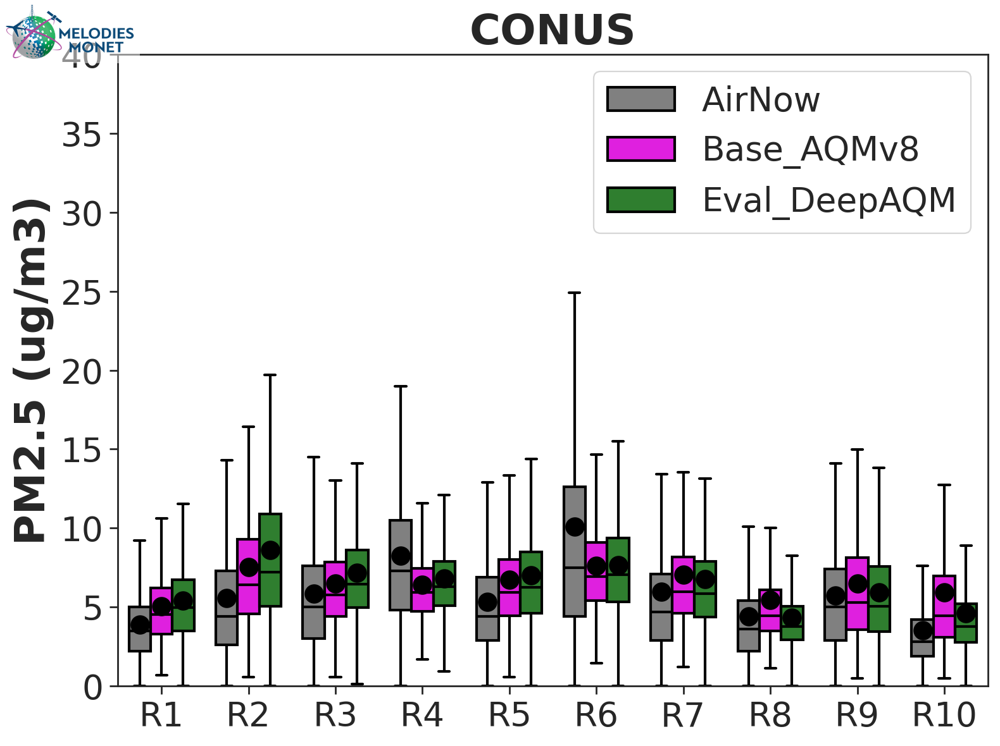 MELODIES
MONET
CONUS
PM2.5 (ug/m3)
40
35
30
25
20
15
10
5
0
AirNow
Base_AQMv8
Eval_DeepAQM
R1 R2 R3 R4 R5 R6 R7 R8 R9 R10